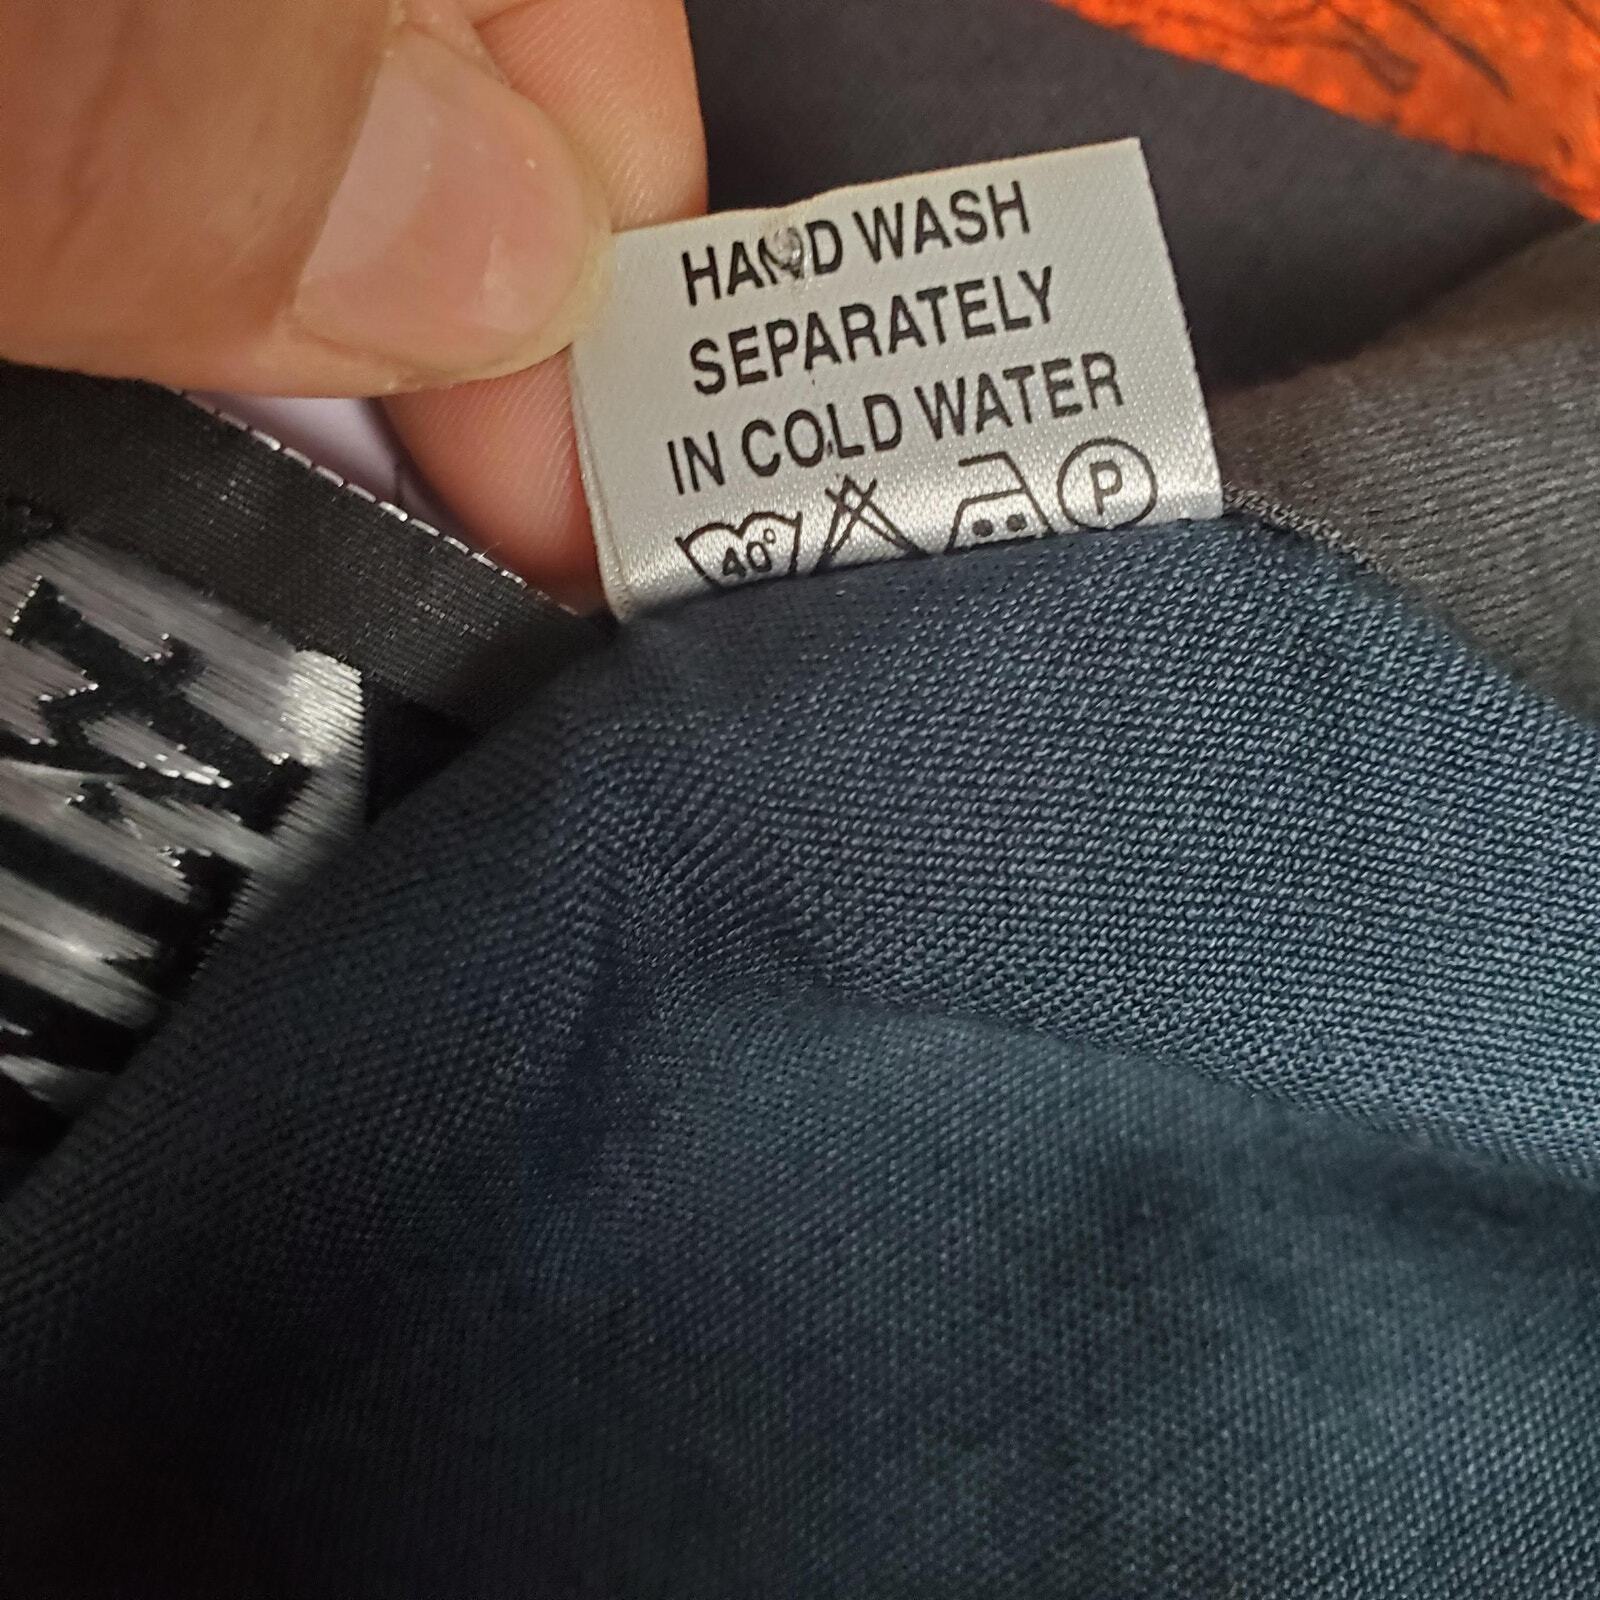 HAND WASH
SEPARATELY
IN COLD WATER
40° P